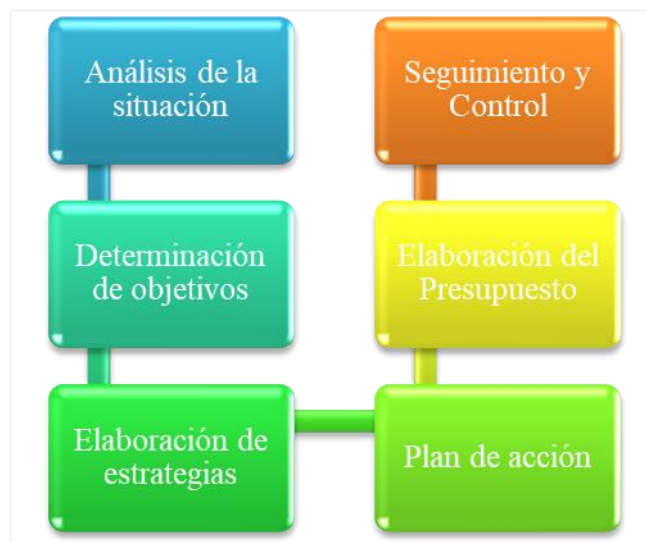 Análisis de la
situación
Determinación
de objetivos
Elaboración de
estrategias
Plan de acción
Elaboración del
Presupuesto
Seguimiento y
Control